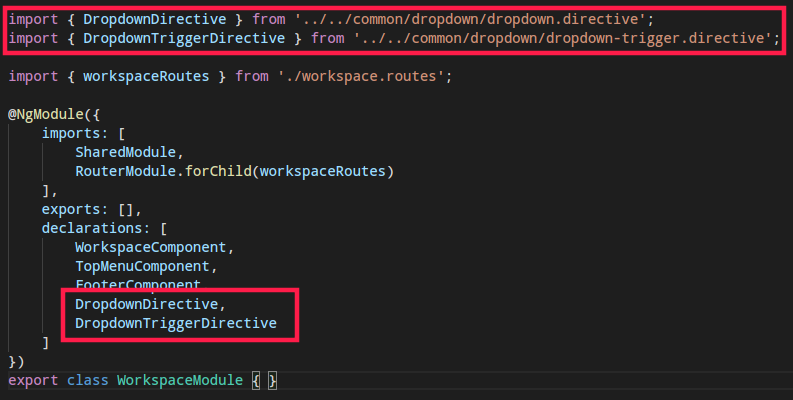 import { DropdownDirective } from '../../common/dropdown/dropdown.directive';
import { DropdownTriggerDirective } from '../../common/dropdown/dropdown-trigger.directive';
import { workspaceRoutes } from './workspace.routes';
@NgModule({
    imports: [
        SharedModule,
        RouterModule.forChild(workspaceRoutes)
    ],
    exports: [],
    declarations: [
        WorkspaceComponent,
        TopMenuComponent,
        FooterComponent,
        DropdownDirective,
        DropdownTriggerDirective
    ]
})
export class WorkspaceModule { }